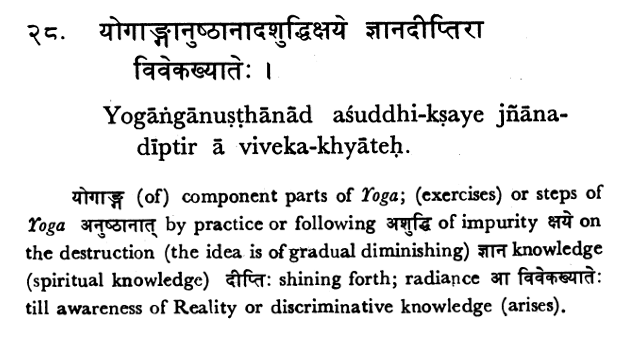 २८. योगाङ्गानुष्ठानादशुद्धिक्षये ज्ञानदीप्तिरा
विवेकख्यातेः ।
Yogāṅgānuṣṭhānād aśuddhi-kṣaye jñāna-
dīptir ā viveka-khyāteḥ.
योगाङ्ग (of) component parts of Yoga; (exercises) or steps of
Yoga अनुष्ठानात् by practice or following अशुद्धि of impurity क्षये on
the destruction (the idea is of gradual diminishing) ज्ञान knowledge
(spiritual knowledge) दीप्तिः shining forth; radiance आ विवेकख्यातेः
till awareness of Reality or discriminative knowledge (arises).